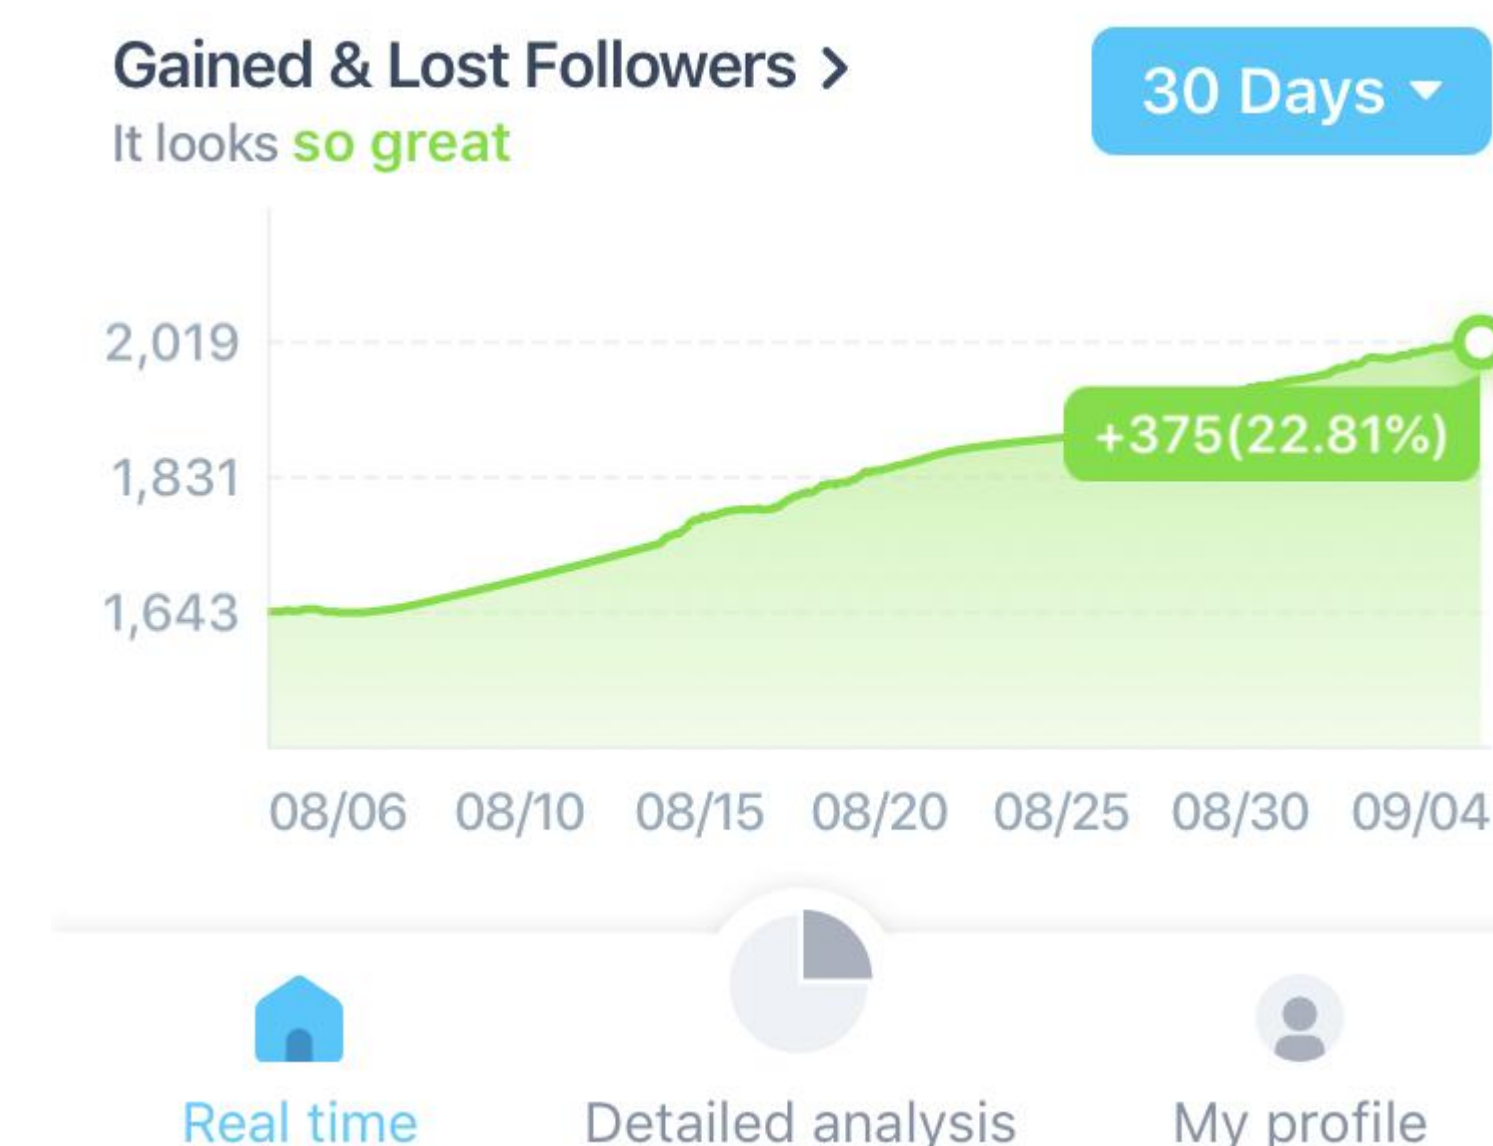 Gained & Lost Followers >
30 Days
It looks so great
2,019
+375(22.81%)
1,831
1,643
08/06 08/10 08/15 08/20 08/25 08/30 09/04
Real time Detailed analysis My profile